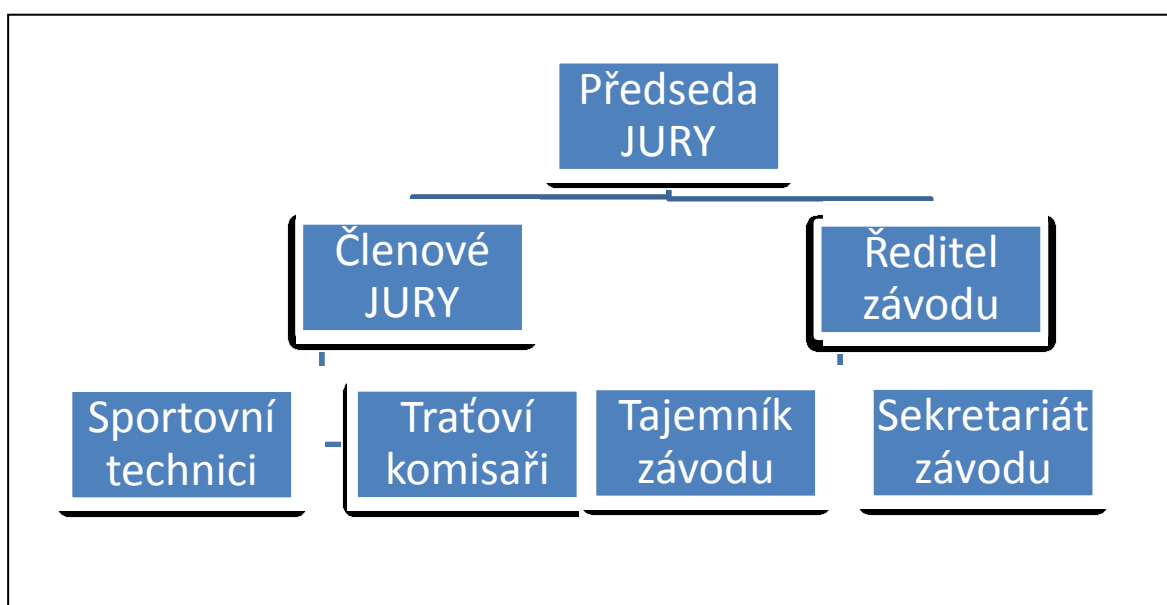 Předseda
JURY
Členové
JURY
Ředitel
závodu
Sportovní
technici
Traťoví
komisaři
Tajemník
závodu
Sekretariát
závodu